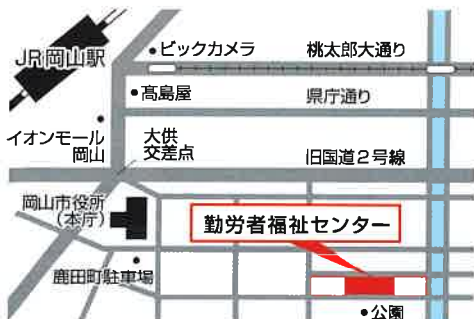 ビックカメラ
桃太郎大通り
JR岡山駅
髙島屋
県庁通り
イオンモール
岡山
大供
交差点
旧国道2号線
岡山市役所
(本庁)
勤労者福祉センター
鹿田町駐車場
公園